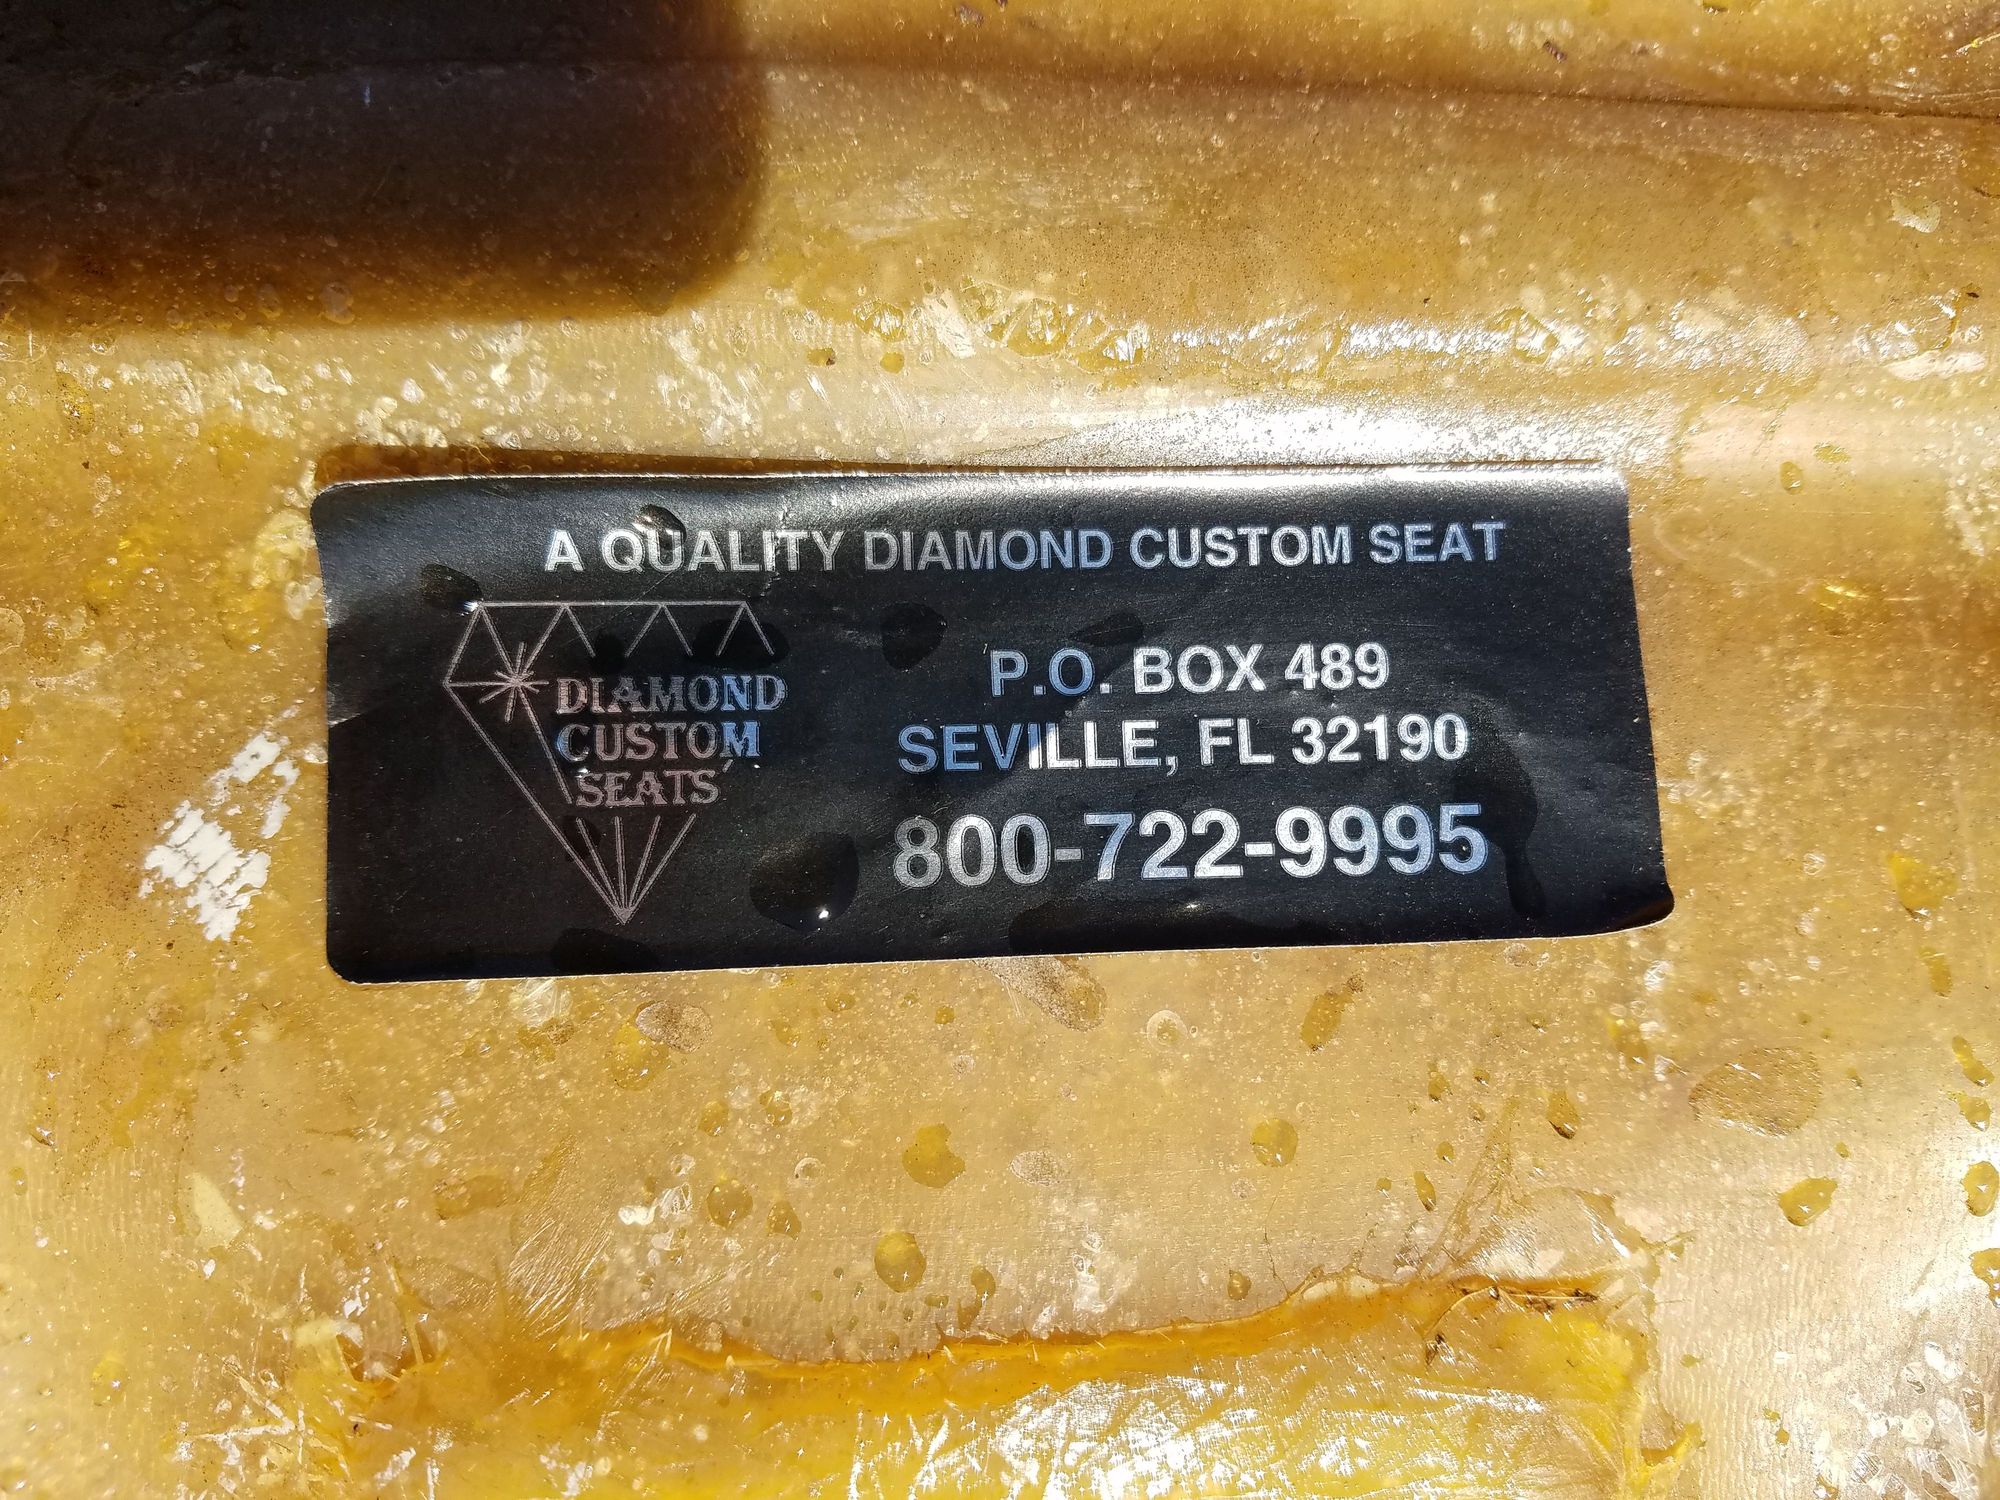 A QUALITY DIAMOND CUSTOM SEAT
DIAMOND
CUSTOM
SEATS
P.O. BOX 489
SEVILLE, FL 32190
800-722-9995